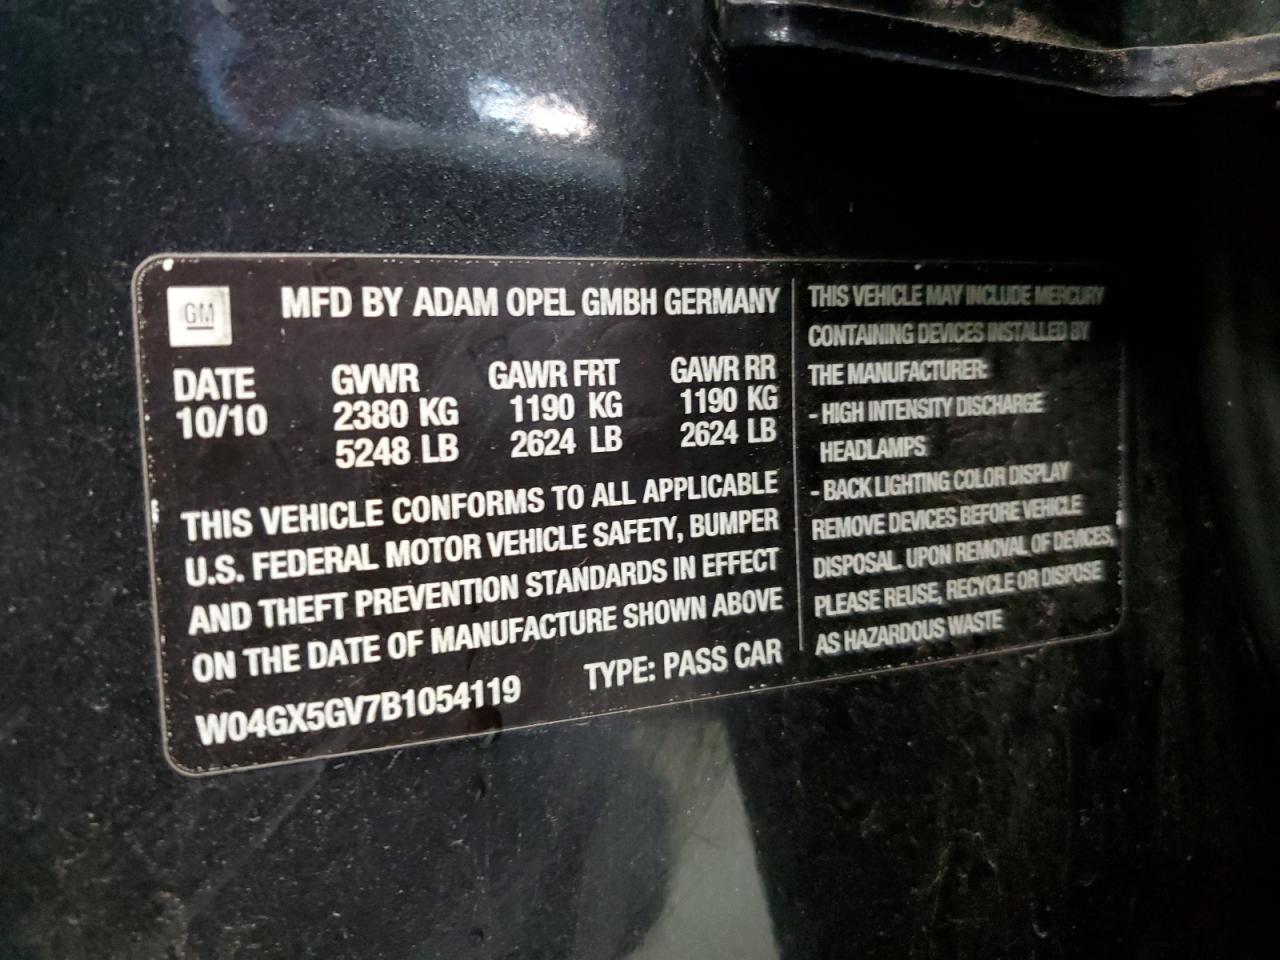 GM
MFD BY ADAM OPEL GMBH GERMANY
DATE GVWR GAWR FRT GAWR RR
10/10 2380 KG 1190 KG 1190 KG
5248 LB 2624 LB 2624 LB
THIS VEHICLE CONFORMS TO ALL APPLICABLE
U.S. FEDERAL MOTOR VEHICLE SAFETY, BUMPER
AND THEFT PREVENTION STANDARDS IN EFFECT
ON THE DATE OF MANUFACTURE SHOWN ABOVE
W04GX5GV7B1054119 TYPE: PASS CAR
THIS VEHICLE MAY INCLUDE MERCURY
CONTAINING DEVICES INSTALLED BY
THE MANUFACTURER:
- HIGH INTENSITY DISCHARGE
HEADLAMPS
- BACK LIGHTING COLOR DISPLAY
REMOVE DEVICES BEFORE VEHICLE
DISPOSAL. UPON REMOVAL OF DEVICES,
PLEASE REUSE, RECYCLE OR DISPOSE
AS HAZARDOUS WASTE